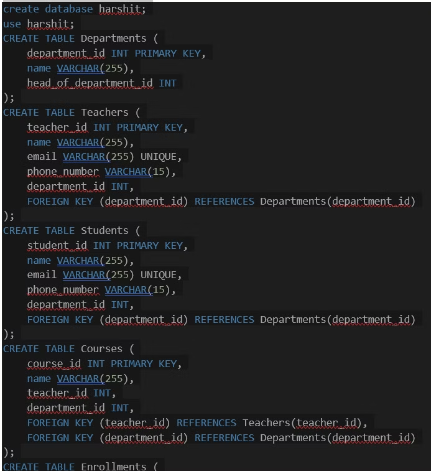 create database harshit;
use harshit;
CREATE TABLE Departments (
department_id INT PRIMARY KEY,
name VARCHAR(255),
head_of_department_id INT
);
CREATE TABLE Teachers (
teacher_id INT PRIMARY KEY,
name VARCHAR(255),
email VARCHAR(255) UNIQUE,
phone_number VARCHAR(15),
department_id INT,
FOREIGN KEY (department_id) REFERENCES Departments(department_id)
);
CREATE TABLE Students (
student_id INT PRIMARY KEY,
name VARCHAR(255),
email VARCHAR(255) UNIQUE,
phone_number VARCHAR(15),
department_id INT,
FOREIGN KEY (department_id) REFERENCES Departments(department_id)
);
CREATE TABLE Courses (
course_id INT PRIMARY KEY,
name VARCHAR(255),
teacher_id INT,
department_id INT,
FOREIGN KEY (teacher_id) REFERENCES Teachers(teacher_id),
FOREIGN KEY (department_id) REFERENCES Departments(department_id)
);
CREATE TABLE Enrollments (